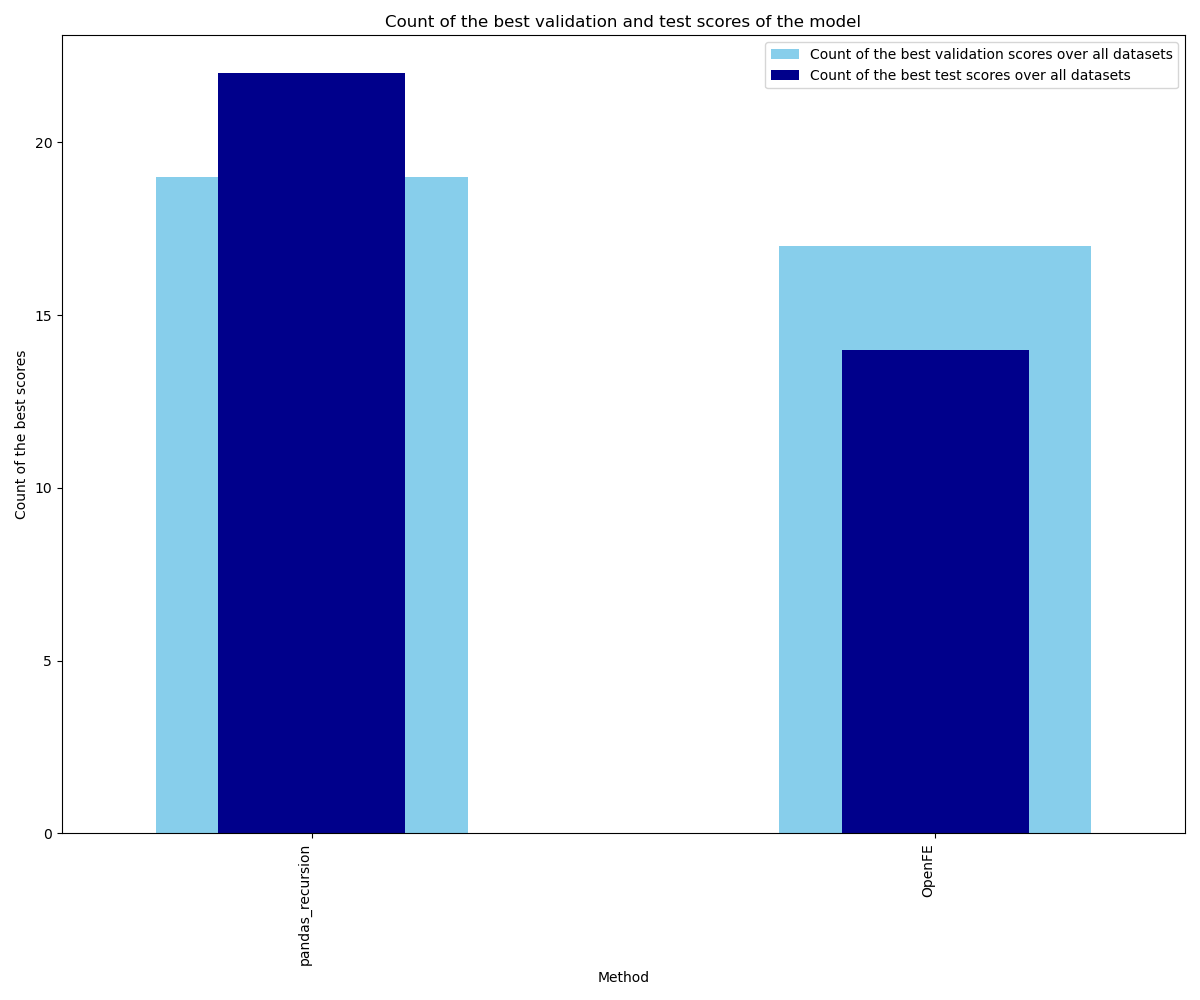 Count of the best validation and test scores of the model
Count of the best validation scores over all datasets
Count of the best test scores over all datasets
Count of the best scores
20
15
10
5
0
pandas_recursion
OpenFE
Method